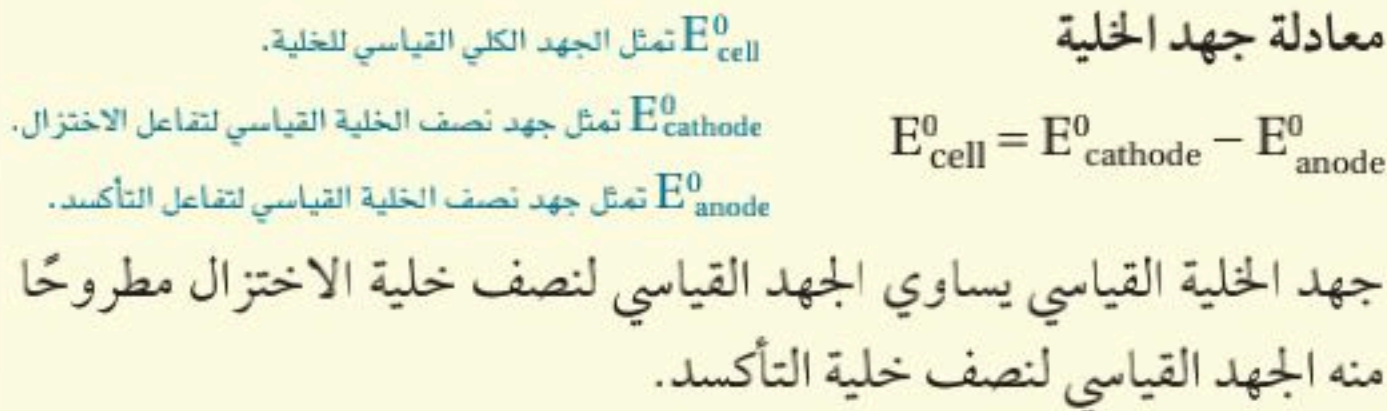 معادلة جهد الخلية
E⁰cell = E⁰cathode − E⁰anode
E⁰cell تمثل الجهد الكلي القياسي للخلية.
E⁰cathode تمثل جهد نصف الخلية القياسي لتفاعل الاختزال.
E⁰anode تمثل جهد نصف الخلية القياسي لتفاعل التأكسد.
جهد الخلية القياسي يساوي الجهد القياسي لنصف خلية الاختزال مطروحًا
منه الجهد القياسي لنصف خلية التأكسد.